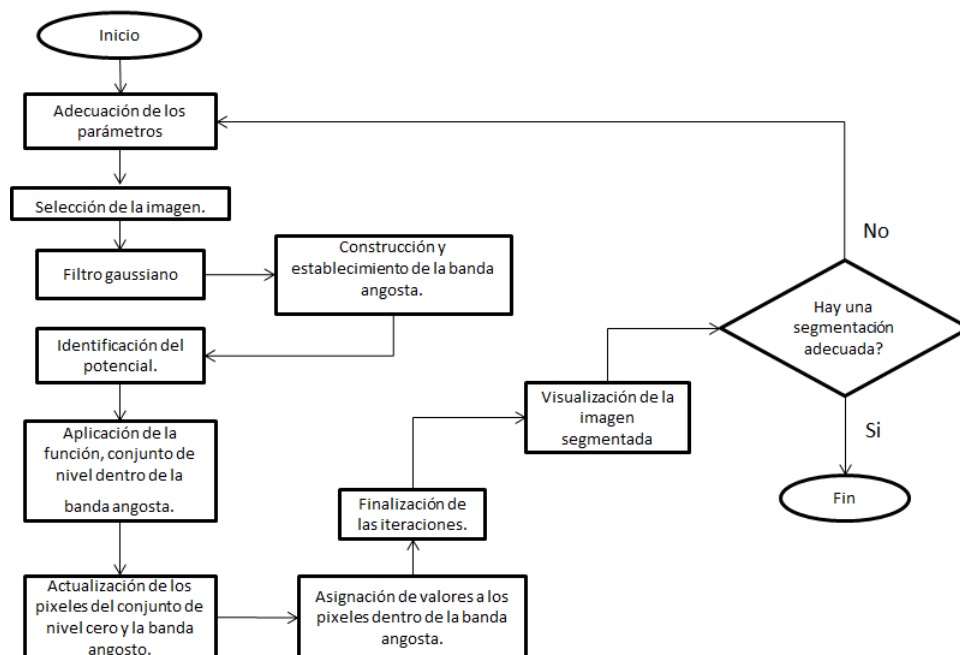 Inicio
Adecuación de los
parámetros
Selección de la imagen.
Filtro gaussiano
Construcción y
establecimiento de la banda
angosta.
Identificación del
potencial.
Aplicación de la
función, conjunto de
nivel dentro de la
banda angosta.
Actualización de los
pixeles del conjunto de
nivel cero y la banda
angosto.
Asignación de valores a los
pixeles dentro de la banda
angosta.
Finalización de
las iteraciones.
Visualización de la
imagen
segmentada
Hay una
segmentación
adecuada?
No
Si
Fin